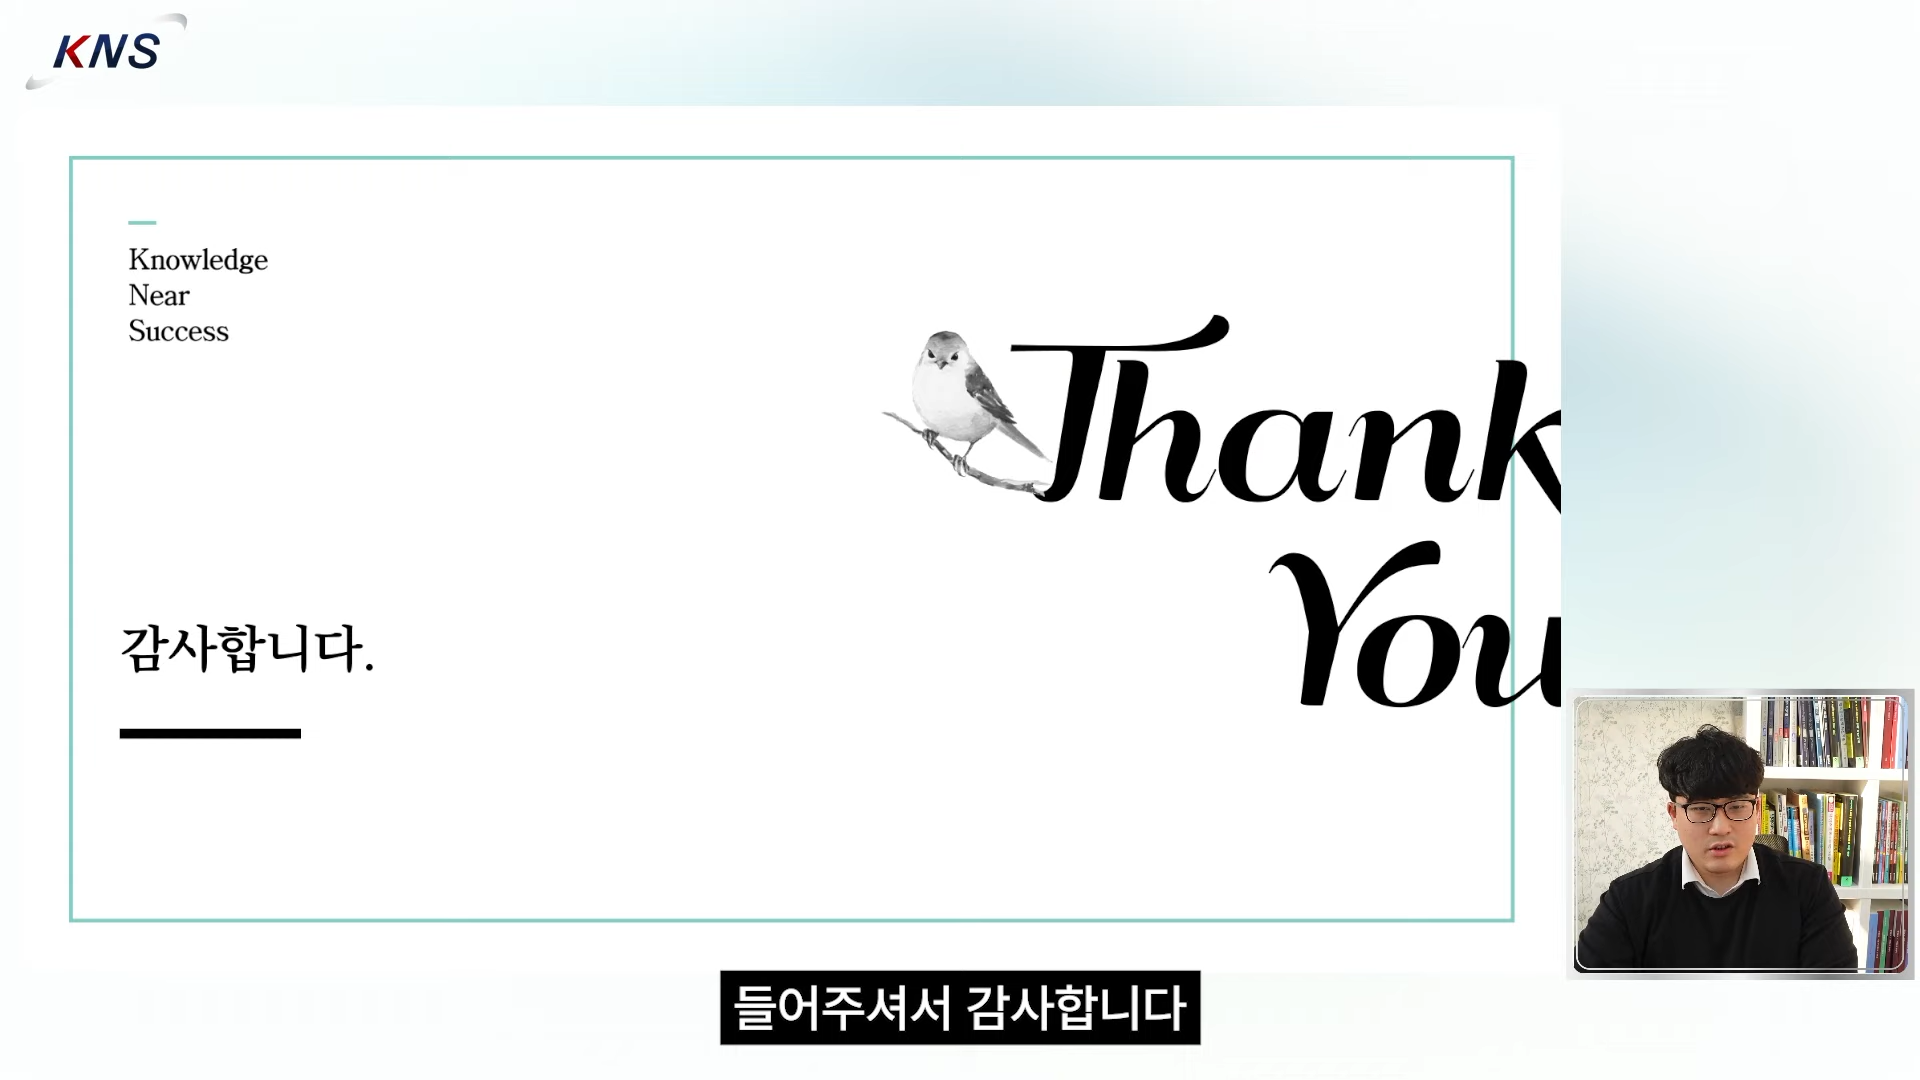 KNS
Knowledge
Near
Success
Thank
You
감사합니다.
들어주셔서 감사합니다